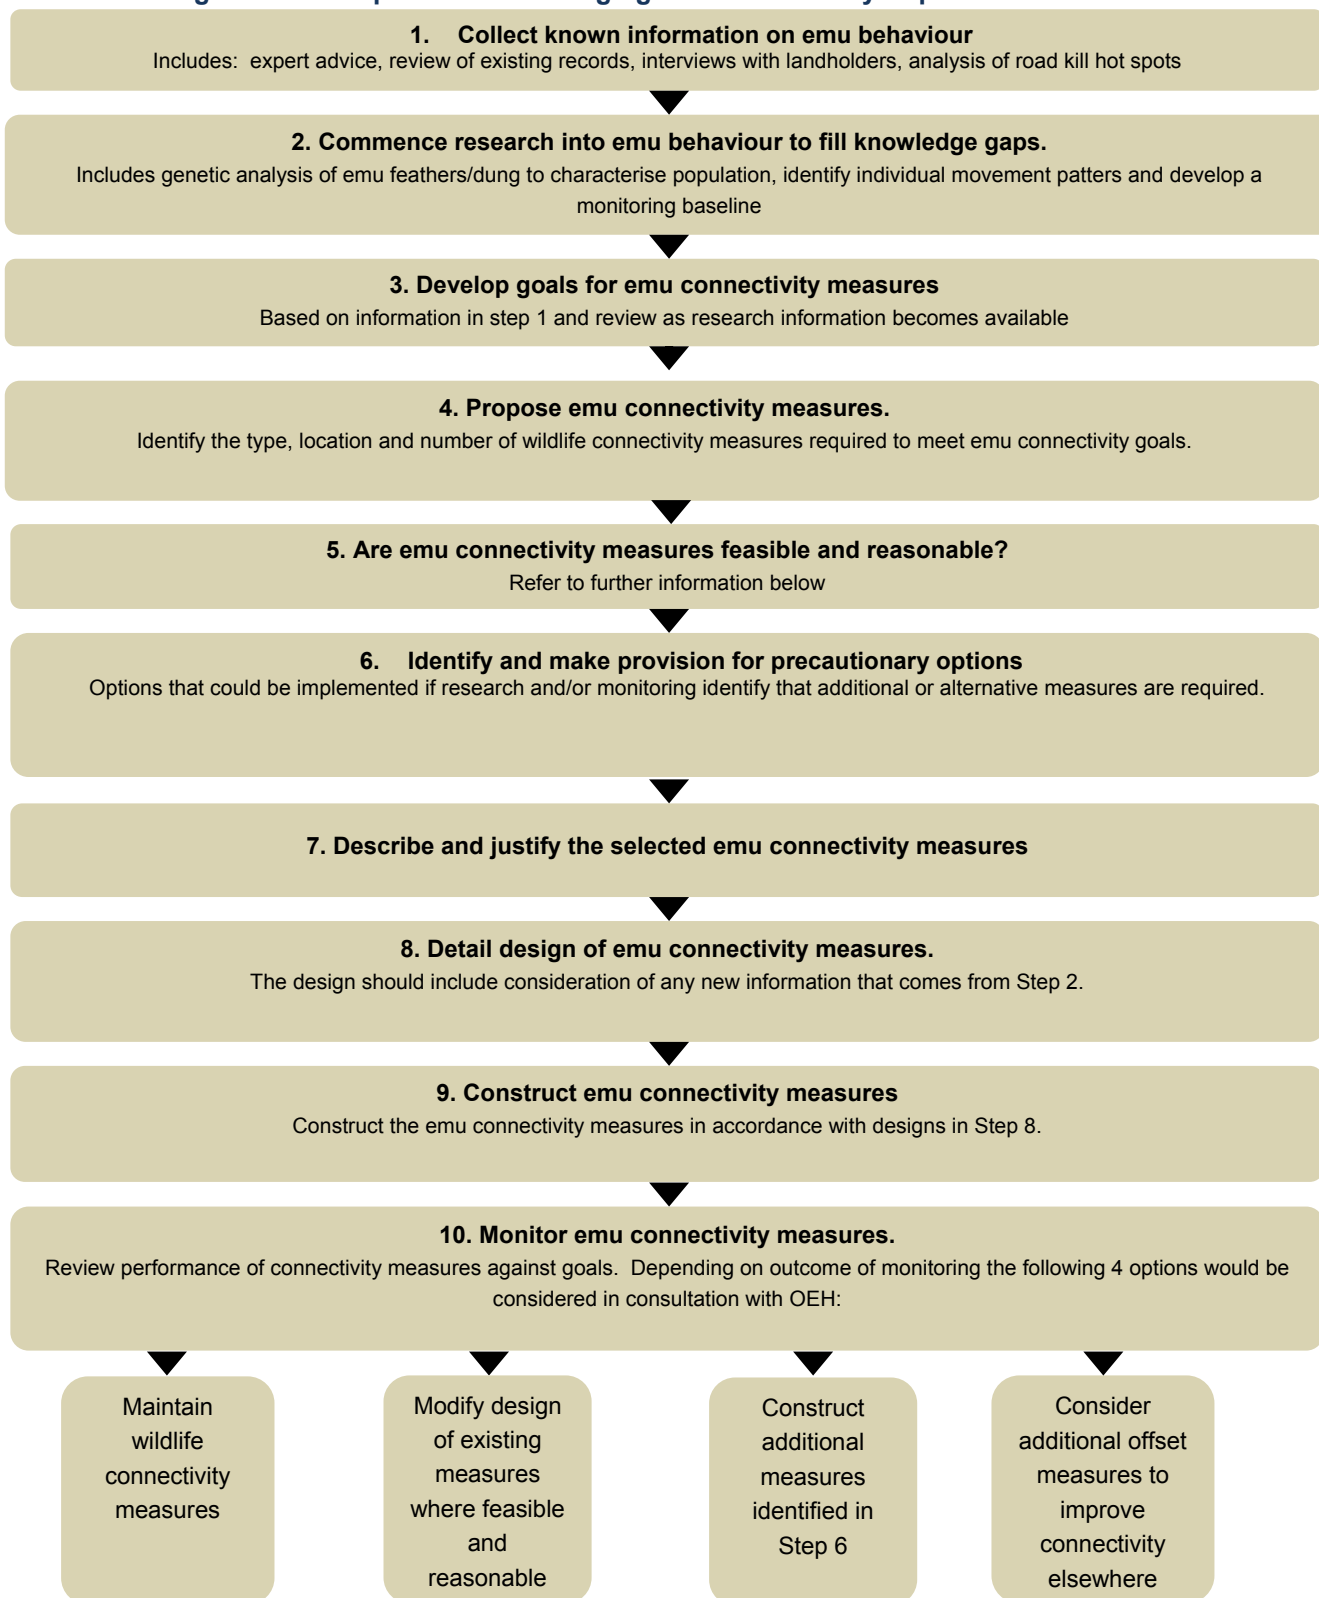 1. Collect known information on emu behaviour
Includes: expert advice, review of existing records, interviews with landholders, analysis of road kill hot spots
2. Commence research into emu behaviour to fill knowledge gaps.
Includes genetic analysis of emu feathers/dung to characterise population, identify individual movement patters and develop a
monitoring baseline
3. Develop goals for emu connectivity measures
Based on information in step 1 and review as research information becomes available
4. Propose emu connectivity measures.
Identify the type, location and number of wildlife connectivity measures required to meet emu connectivity goals.
5. Are emu connectivity measures feasible and reasonable?
Refer to further information below
6. Identify and make provision for precautionary options
Options that could be implemented if research and/or monitoring identify that additional or alternative measures are required.
7. Describe and justify the selected emu connectivity measures
8. Detail design of emu connectivity measures.
The design should include consideration of any new information that comes from Step 2.
9. Construct emu connectivity measures
Construct the emu connectivity measures in accordance with designs in Step 8.
10. Monitor emu connectivity measures.
Review performance of connectivity measures against goals. Depending on outcome of monitoring the following 4 options would be
considered in consultation with OEH:
Maintain
wildlife
connectivity
measures
Modify design
of existing
measures
where feasible
and
reasonable
Construct
additional
measures
identified in
Step 6
Consider
additional offset
measures to
improve
connectivity
elsewhere